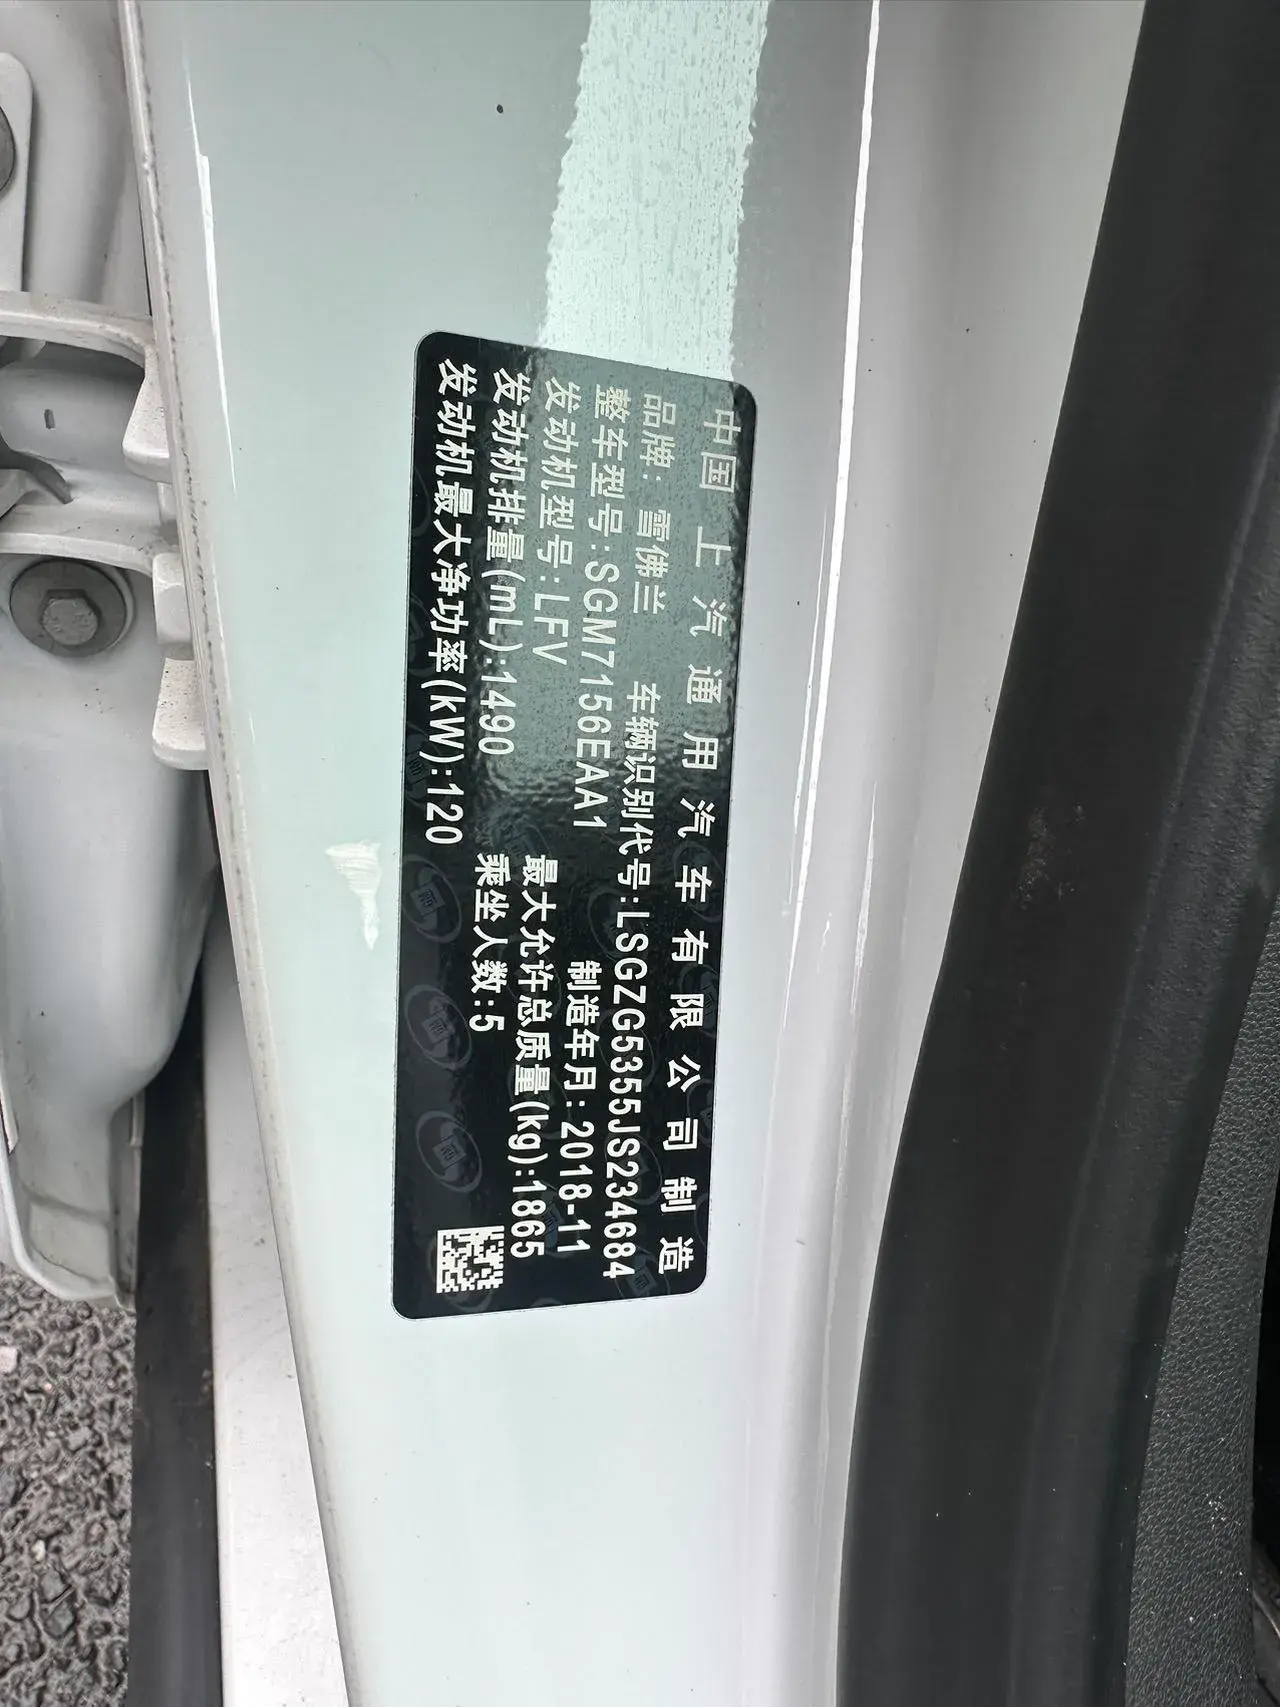 中国上汽通用汽车有限公司制造
品牌: 雪佛兰 车辆识别代号:LSGZG5355JS234684
整车型号:SGM7156EAA1 制造年月:2018-11
发动机型号:LFV 最大允许总质量(kg):1865
发动机排量(mL):1490 乘坐人数:5
发动机最大净功率(kW):120